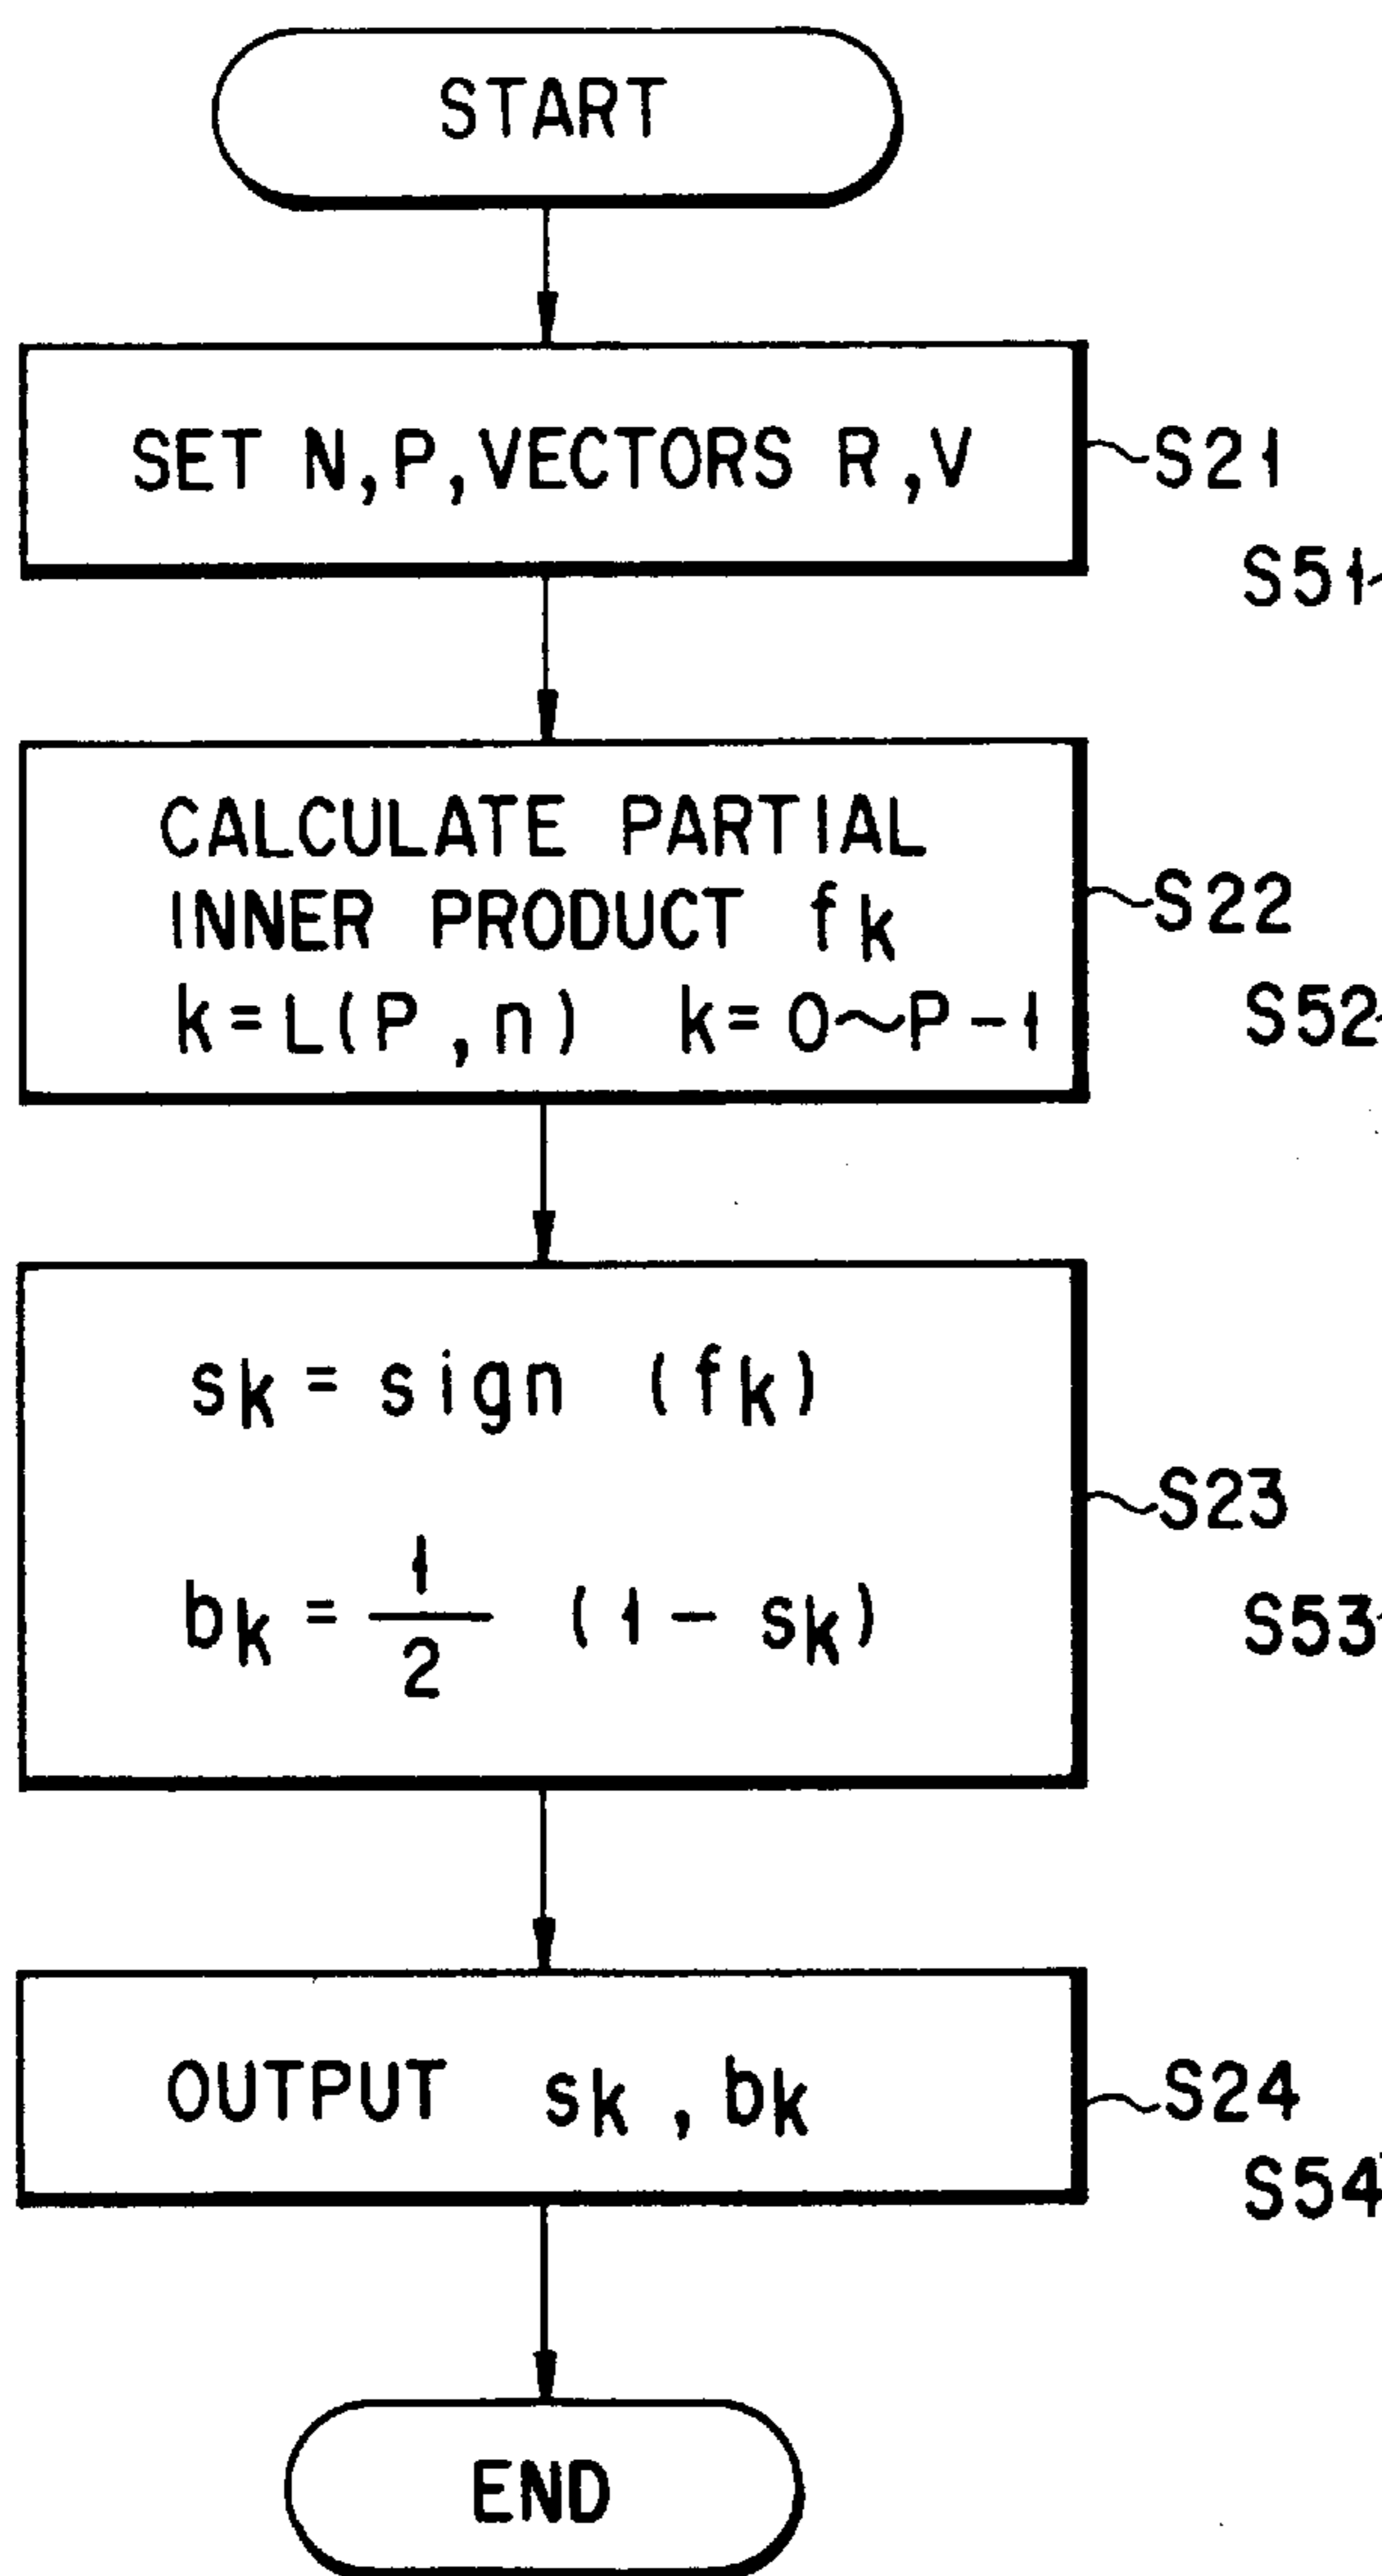 START
SET N,P,VECTORS R,V
S21
S51
CALCULATE PARTIAL
INNER PRODUCT fk
k=L(P,n) k=0~P-1
S22
S52
sk = sign (fk)
bk = 1/2 (1 - sk)
S23
S53
OUTPUT sk , bk
S24
S54
END